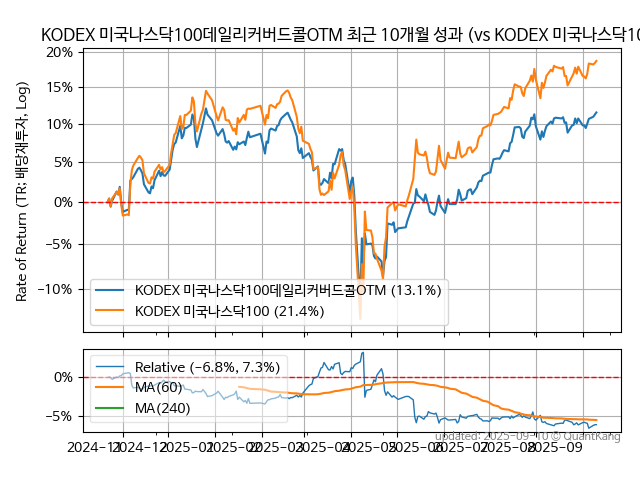 KODEX 미국나스닥100데일리커버드콜OTM 최근 10개월 성과 (vs KODEX 미국나스닥10
Rate of Return (TR: 배당재투자, Log)
20%
15%
10%
5%
0%
−5%
−10%
KODEX 미국나스닥100데일리커버드콜OTM (13.1%)
KODEX 미국나스닥100 (21.4%)
0%
−5%
Relative (−6.8%, 7.3%)
MA(60)
MA(240)
2024-11 2024-12 2025-01 2025-02 2025-03 2025-04 2025-05 2025-06 2025-07 2025-08 2025-09
updated: 2025-09-10 © QuantKang